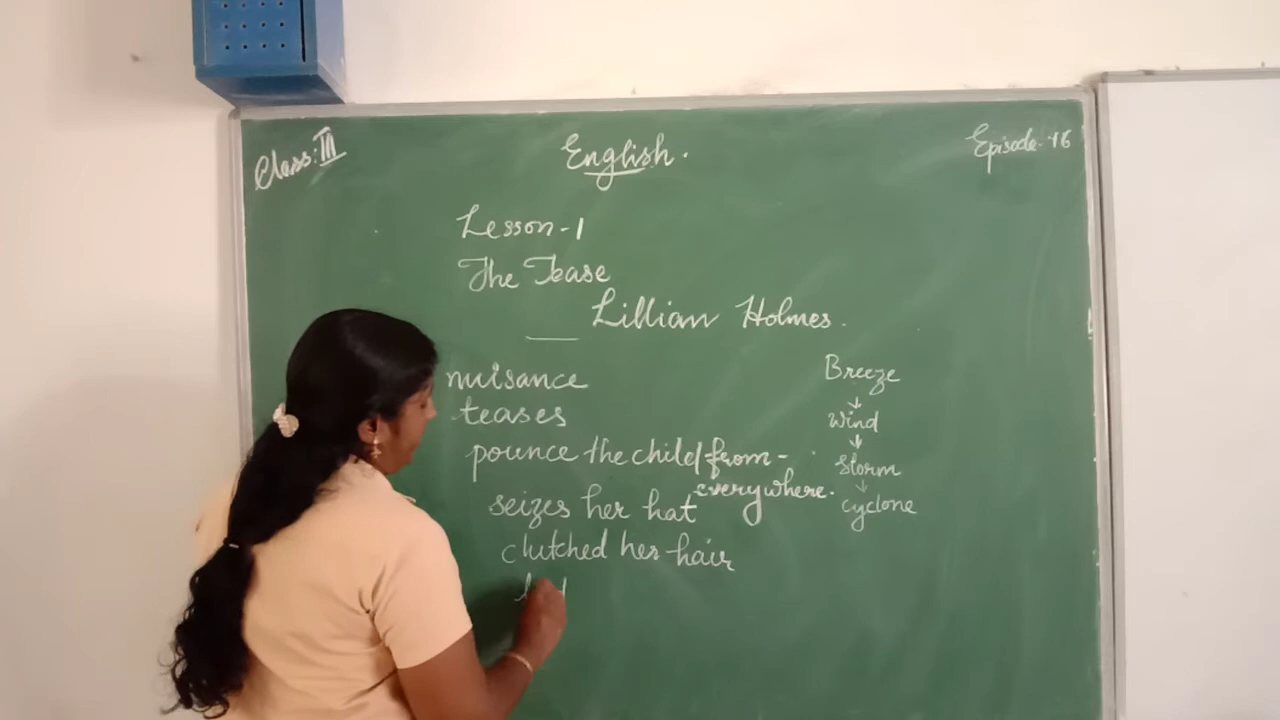 Class: III
English.
Episode-16
Lesson-1
The Tease
Lillian Holmes.
nuisance
teases
pounce the child from-
everywhere.
seizes her hat
clutched her hair
Breeze
↓
Wind
↓
Storm
↓
cyclone